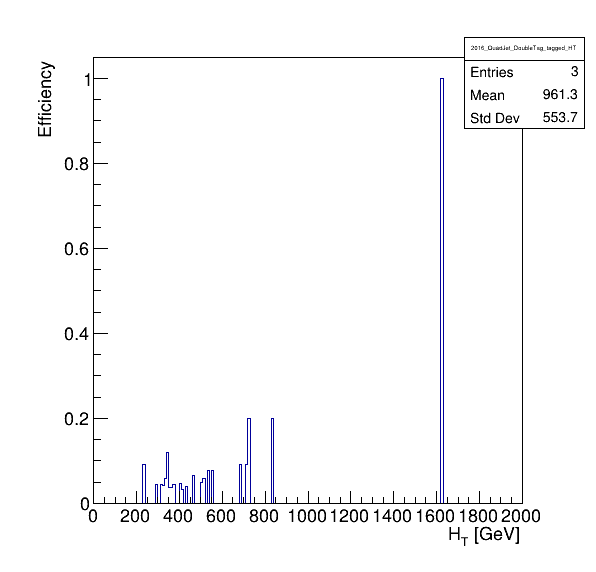 2016_QuadJet_DoubleTag_tagged_HT
Entries 3
Mean 961.3
Std Dev 553.7
Efficiency
1
0.8
0.6
0.4
0.2
0
0 200 400 600 800 1000 1200 1400 1600 1800 2000
H_T [GeV]